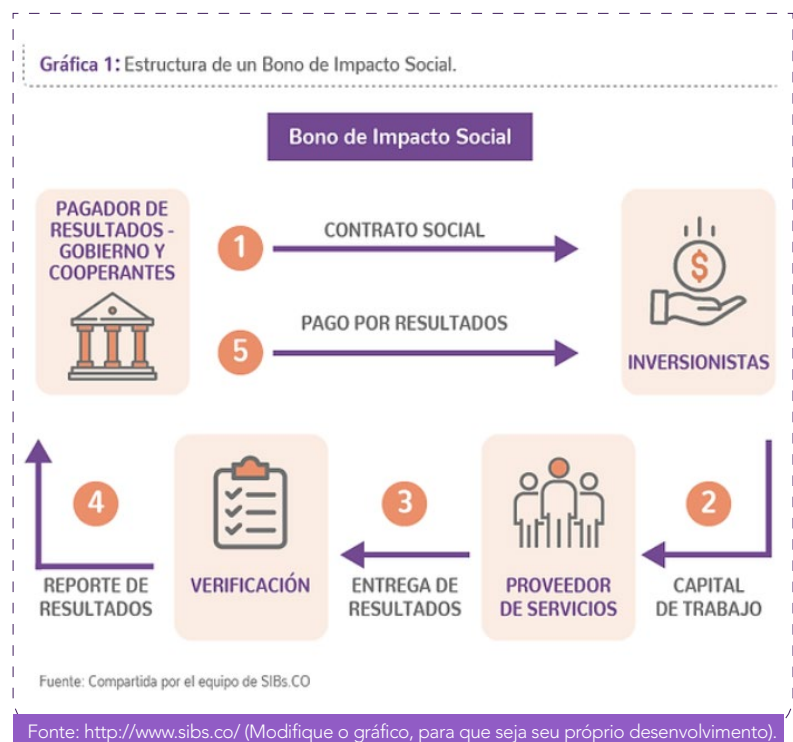 Gráfica 1: Estructura de un Bono de Impacto Social.
Bono de Impacto Social
PAGADOR DE
RESULTADOS -
GOBIERNO Y
COOPERANTES
1
CONTRATO SOCIAL
5
PAGO POR RESULTADOS
$
INVERSIONISTAS
2
CAPITAL
DE TRABAJO
PROVEEDOR
DE SERVICIOS
3
ENTREGA DE
RESULTADOS
VERIFICACIÓN
4
REPORTE DE
RESULTADOS
Fuente: Compartida por el equipo de SIBs.CO
Fonte: http://www.sibs.co/ (Modifique o gráfico, para que seja seu próprio desenvolvimento).